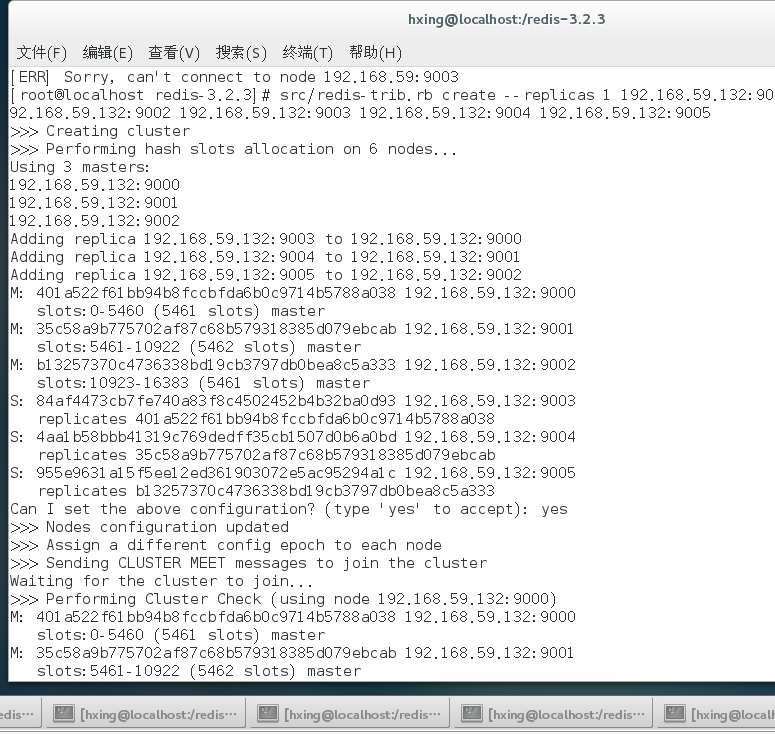 hxing@localhost:/redis-3.2.3
文件(F) 编辑(E) 查看(V) 搜索(S) 终端(T) 帮助(H)
[ERR] Sorry, can't connect to node 192.168.59:9003
[root@localhost redis-3.2.3]# src/redis-trib.rb create --replicas 1 192.168.59.132:90
92.168.59.132:9002 192.168.59.132:9003 192.168.59.132:9004 192.168.59.132:9005
>>> Creating cluster
>>> Performing hash slots allocation on 6 nodes...
Using 3 masters:
192.168.59.132:9000
192.168.59.132:9001
192.168.59.132:9002
Adding replica 192.168.59.132:9003 to 192.168.59.132:9000
Adding replica 192.168.59.132:9004 to 192.168.59.132:9001
Adding replica 192.168.59.132:9005 to 192.168.59.132:9002
M: 401a522f61bb94b8fccbfda6b0c9714b5788a038 192.168.59.132:9000
slots:0-5460 (5461 slots) master
M: 35c58a9b775702af87c68b579318385d079ebcab 192.168.59.132:9001
slots:5461-10922 (5462 slots) master
M: b13257370c4736338bd19cb3797db0bea8c5a333 192.168.59.132:9002
slots:10923-16383 (5461 slots) master
S: 84af4473cb7fe740a83f8c4502452b4b32ba0d93 192.168.59.132:9003
replicates 401a522f61bb94b8fccbfda6b0c9714b5788a038
S: 4aa1b58bbb41319c769dedff35cb1507d0b6a0bd 192.168.59.132:9004
replicates 35c58a9b775702af87c68b579318385d079ebcab
S: 955e9631a15f5ee12ed361903072e5ac95294a1c 192.168.59.132:9005
replicates b13257370c4736338bd19cb3797db0bea8c5a333
Can I set the above configuration? (type 'yes' to accept): yes
>>> Nodes configuration updated
>>> Assign a different config epoch to each node
>>> Sending CLUSTER MEET messages to join the cluster
Waiting for the cluster to join...
>>> Performing Cluster Check (using node 192.168.59.132:9000)
M: 401a522f61bb94b8fccbfda6b0c9714b5788a038 192.168.59.132:9000
slots:0-5460 (5461 slots) master
M: 35c58a9b775702af87c68b579318385d079ebcab 192.168.59.132:9001
slots:5461-10922 (5462 slots) master
edis-... [hxing@localhost:/redis-... [hxing@localhost:/redis-... [hxing@localhost:/redis-... [hxing@local